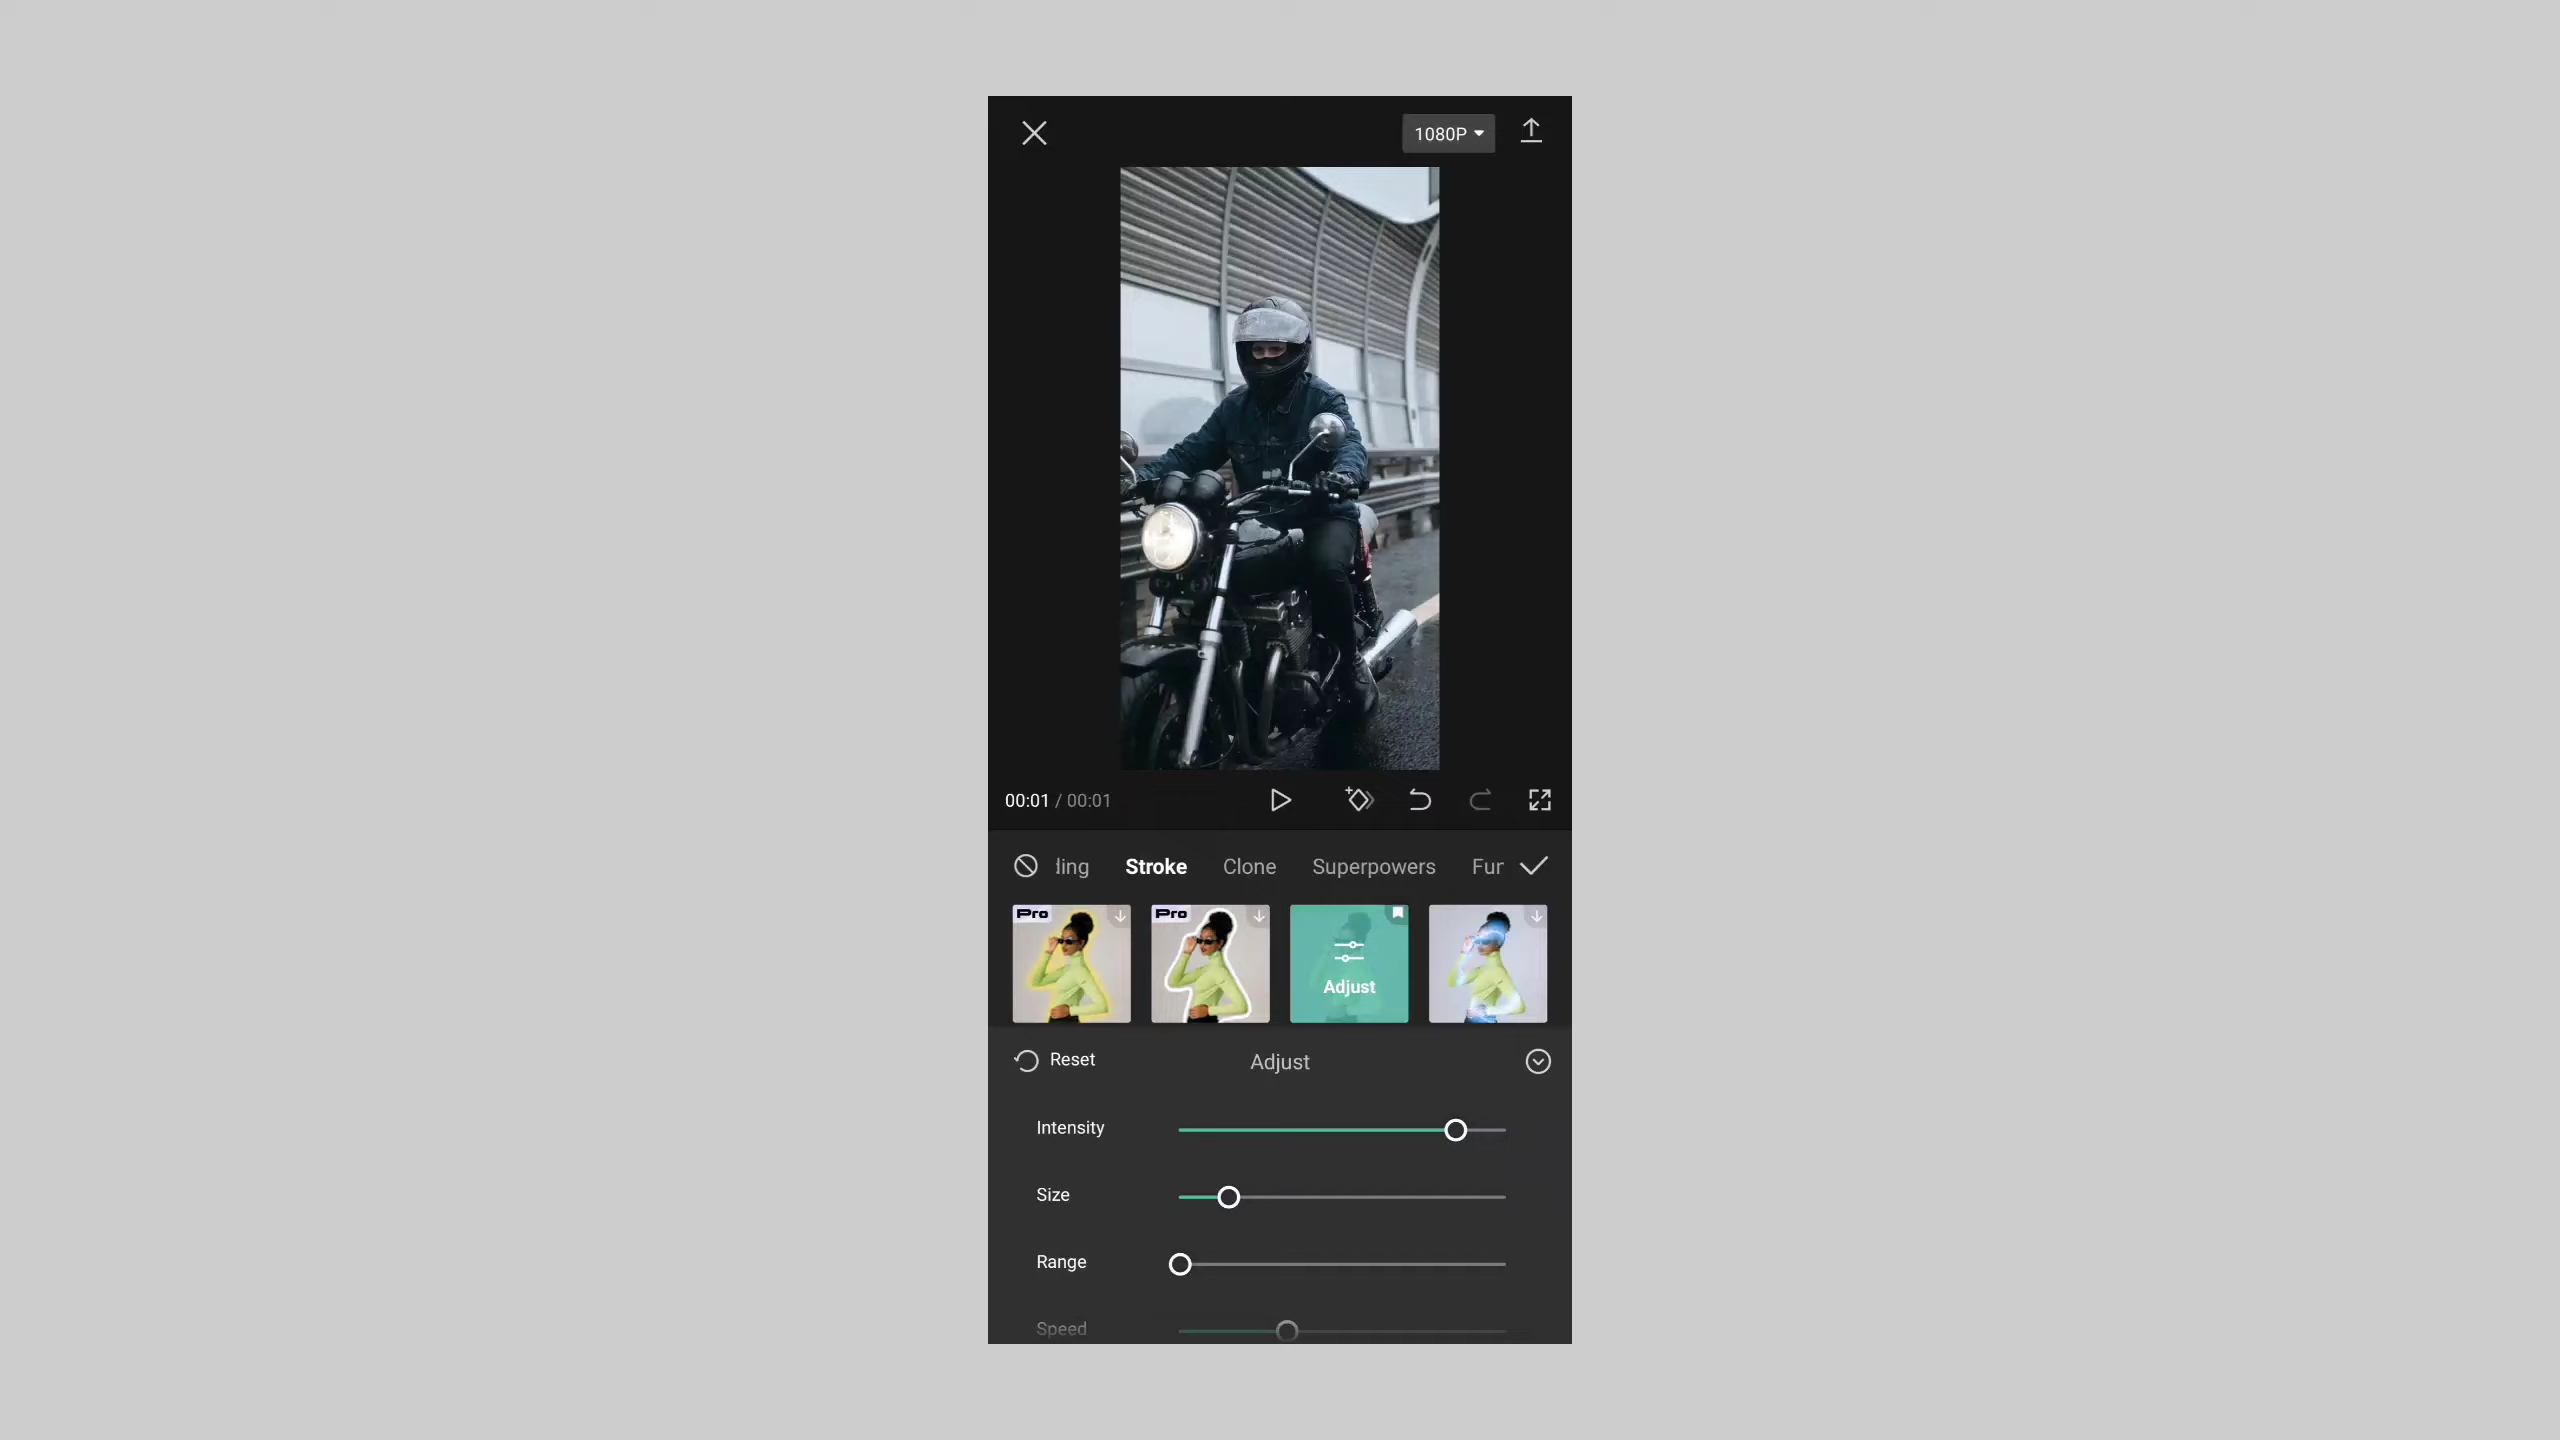 1080P
00:01 / 00:01
ling Stroke Clone Superpowers Fur
Pro Pro
Adjust
Reset Adjust
Intensity
Size
Range
Speed